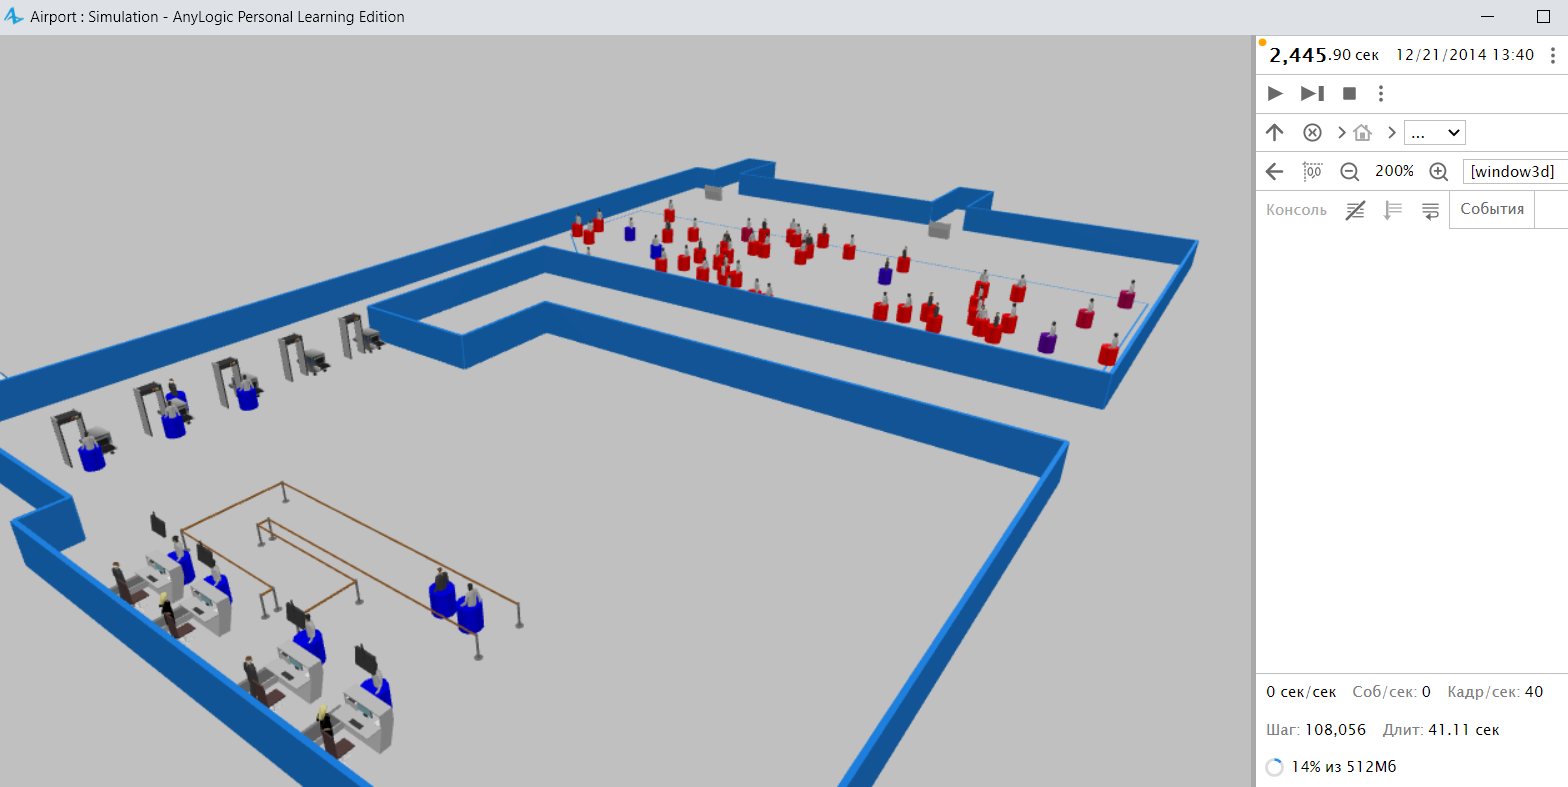 Airport : Simulation - AnyLogic Personal Learning Edition
2,445.90 сек 12/21/2014 13:40
...
200% [window3d]
Консоль События
0 сек/сек Соб/сек: 0 Кадр/сек: 40
Шаг: 108,056 Длит: 41.11 сек
14% из 512Мб